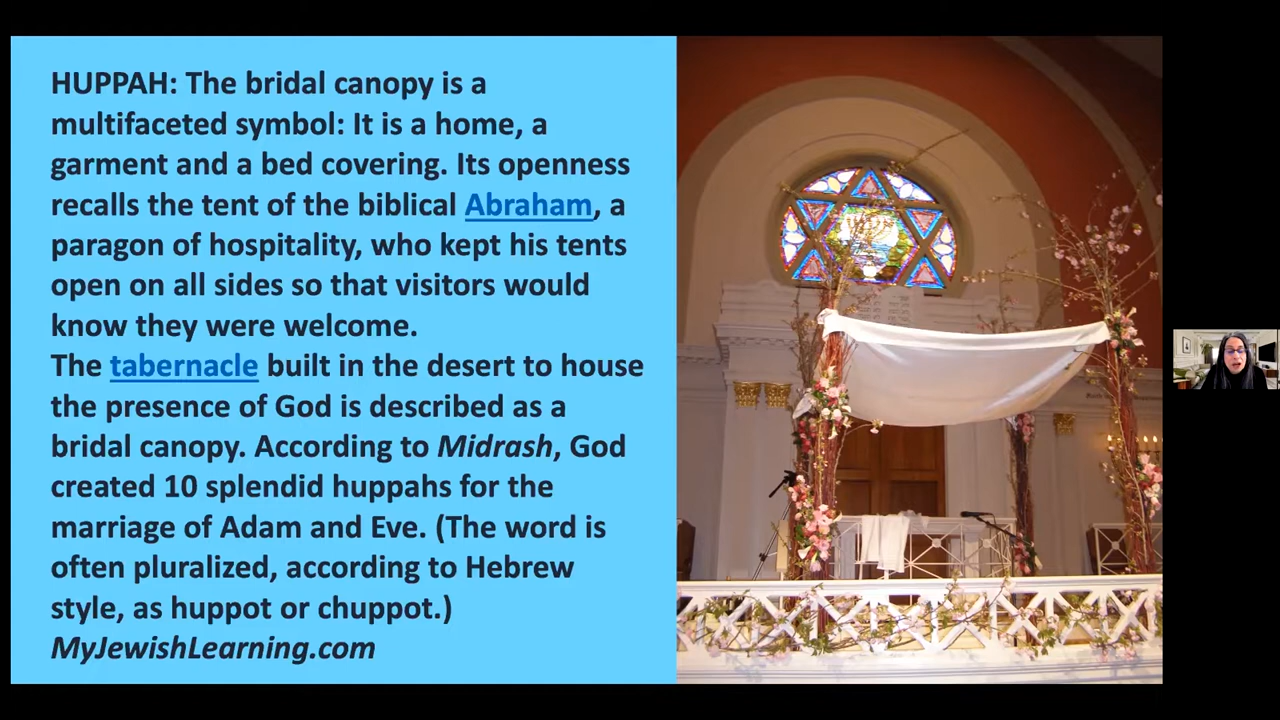 HUPPAH: The bridal canopy is a
multifaceted symbol: It is a home, a
garment and a bed covering. Its openness
recalls the tent of the biblical Abraham, a
paragon of hospitality, who kept his tents
open on all sides so that visitors would
know they were welcome.
The tabernacle built in the desert to house
the presence of God is described as a
bridal canopy. According to Midrash, God
created 10 splendid huppahs for the
marriage of Adam and Eve. (The word is
often pluralized, according to Hebrew
style, as huppot or chuppot.)
MyJewishLearning.com